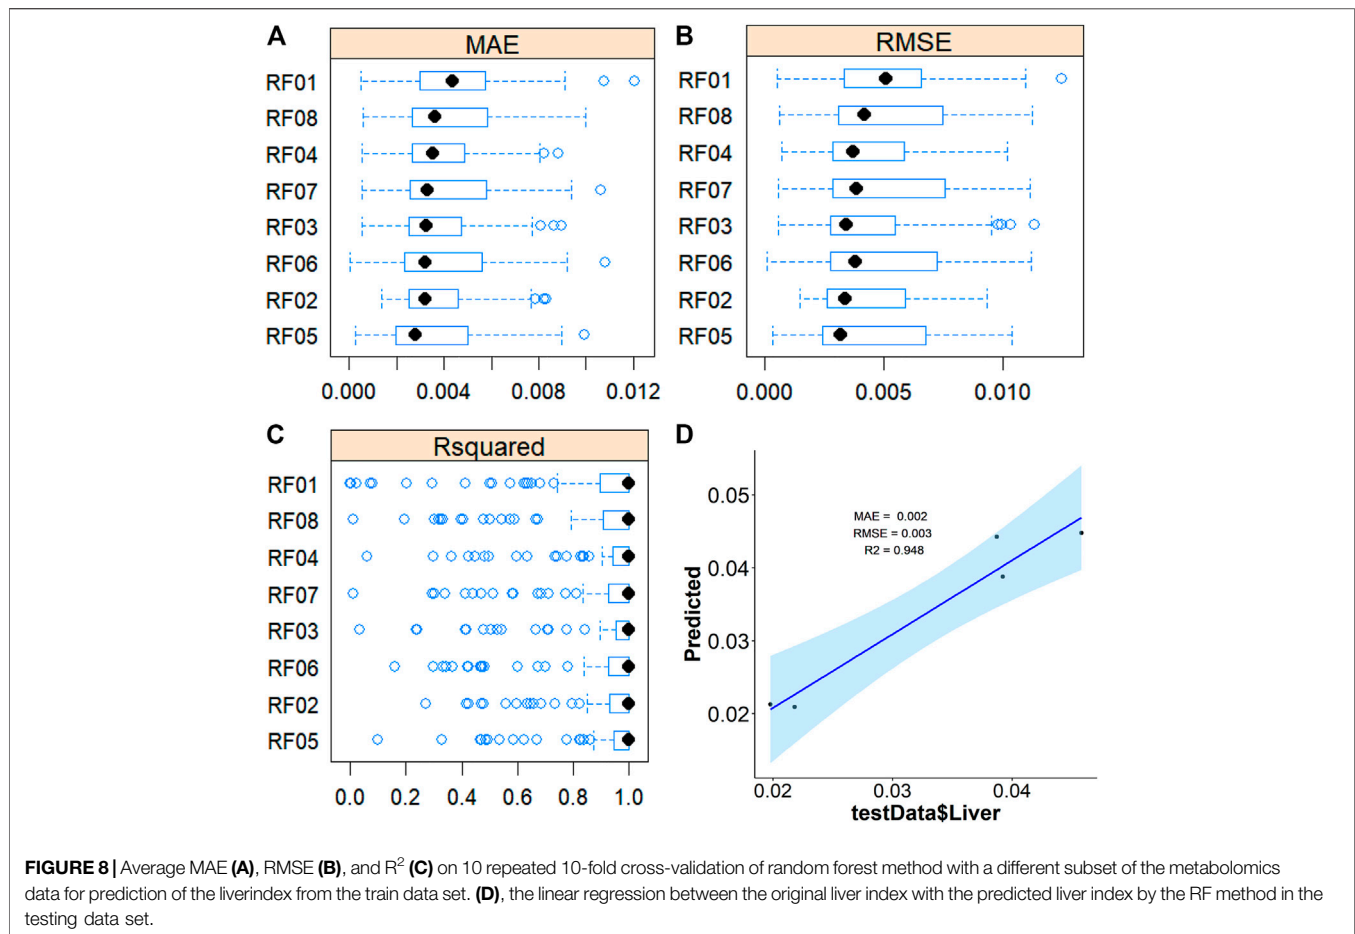 A
MAE
RF01
RF08
RF04
RF07
RF03
RF06
RF02
RF05
0.000 0.004 0.008 0.012
B
RMSE
RF01
RF08
RF04
RF07
RF03
RF06
RF02
RF05
0.000 0.005 0.010
C
Rsquared
RF01
RF08
RF04
RF07
RF03
RF06
RF02
RF05
0.0 0.2 0.4 0.6 0.8 1.0
D
MAE = 0.002
RMSE = 0.003
R2 = 0.948
Predicted
0.05
0.04
0.03
0.02
0.02 0.03 0.04
testData$Liver
FIGURE 8 | Average MAE (A), RMSE (B), and R² (C) on 10 repeated 10-fold cross-validation of random forest method with a different subset of the metabolomics
data for prediction of the liverindex from the train data set. (D), the linear regression between the original liver index with the predicted liver index by the RF method in the
testing data set.